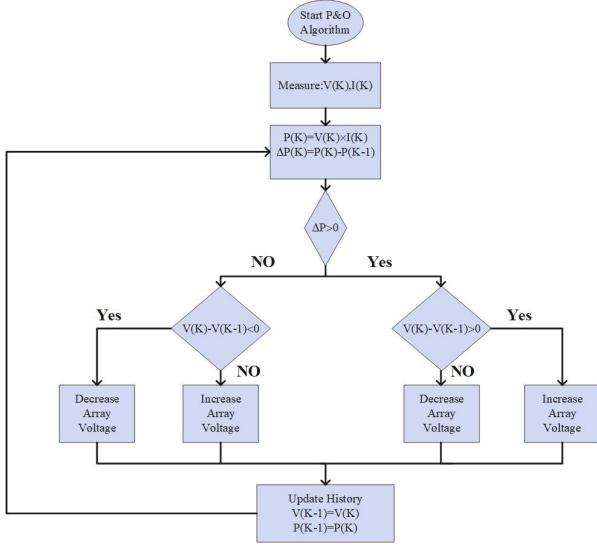 Start P&O
Algorithm
Measure:V(K),I(K)
P(K)=V(K)×I(K)
ΔP(K)=P(K)-P(K-1)
ΔP>0
NO
Yes
V(K)-V(K-1)<0
V(K)-V(K-1)>0
Yes
NO
NO
Yes
Decrease
Array
Voltage
Increase
Array
Voltage
Decrease
Array
Voltage
Increase
Array
Voltage
Update History
V(K-1)=V(K)
P(K-1)=P(K)